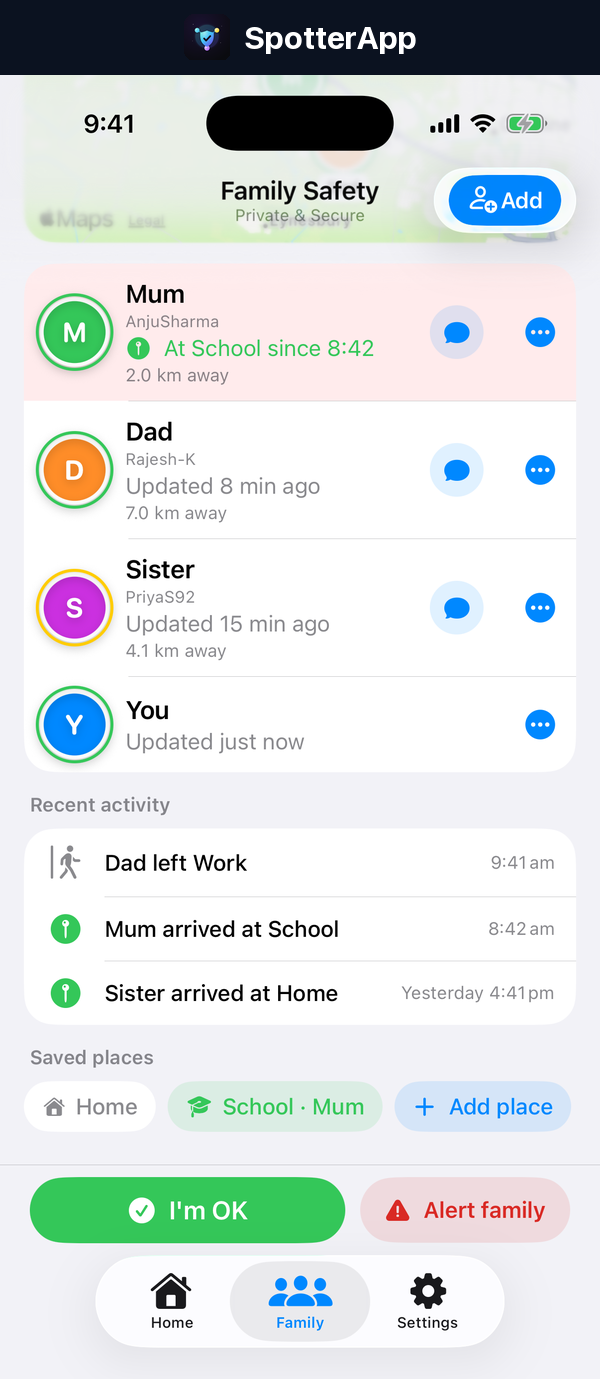 SpotterApp
9:41
Family Safety
Private & Secure
Add
Maps Legal
M
Mum
AnjuSharma
At School since 8:42
2.0 km away
D
Dad
Rajesh-K
Updated 8 min ago
7.0 km away
S
Sister
PriyaS92
Updated 15 min ago
4.1 km away
Y
You
Updated just now
Recent activity
Dad left Work 9:41 am
Mum arrived at School 8:42 am
Sister arrived at Home Yesterday 4:41 pm
Saved places
Home
School · Mum
Add place
I'm OK
Alert family
Home
Family
Settings